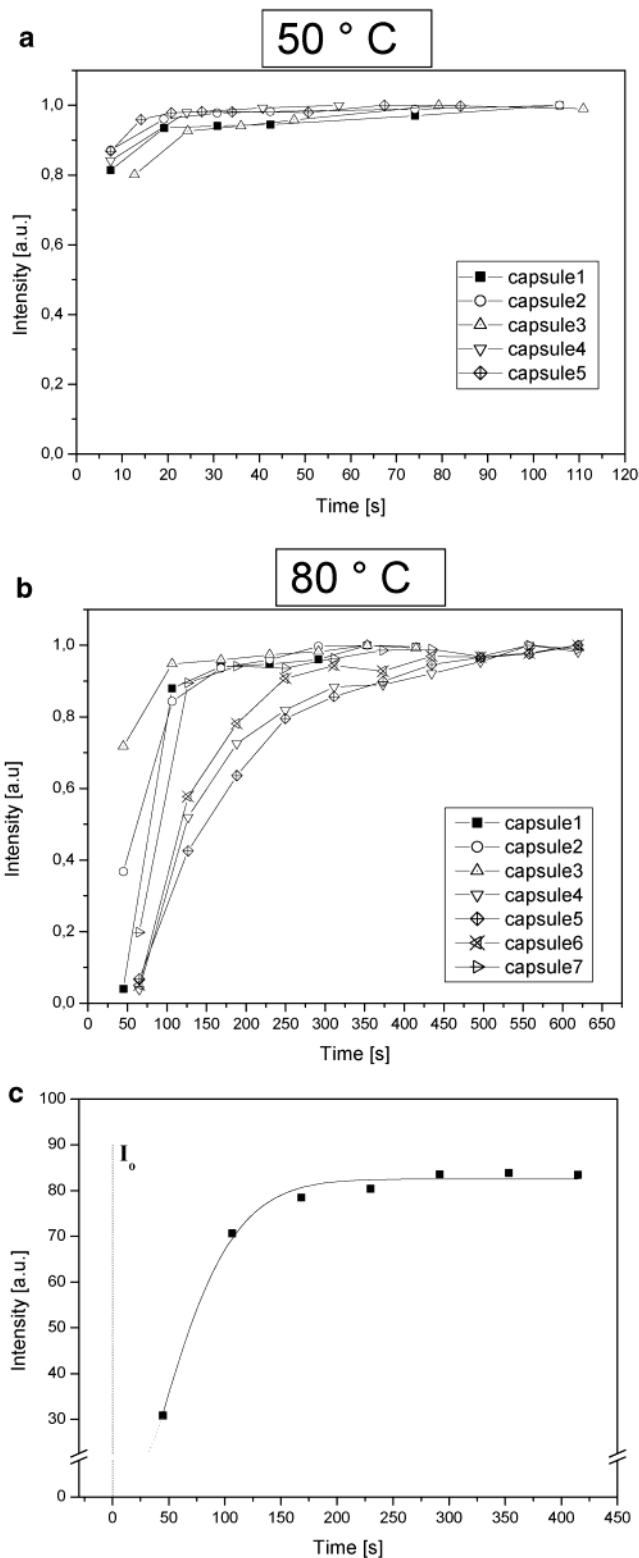 a
50 ° C
1,0
0,8
0,6
0,4
0,2
0,0
Intensity [a.u.]
capsule1
capsule2
capsule3
capsule4
capsule5
0 10 20 30 40 50 60 70 80 90 100 110 120
Time [s]
b
80 ° C
1,0
0,8
0,6
0,4
0,2
0,0
Intensity [a.u]
capsule1
capsule2
capsule3
capsule4
capsule5
capsule6
capsule7
0 50 100 150 200 250 300 350 400 450 500 550 600 650
Time [s]
c
100
90
80
70
60
50
40
30
0
Intensity [a.u.]
Io
0 50 100 150 200 250 300 350 400 450
Time [s]